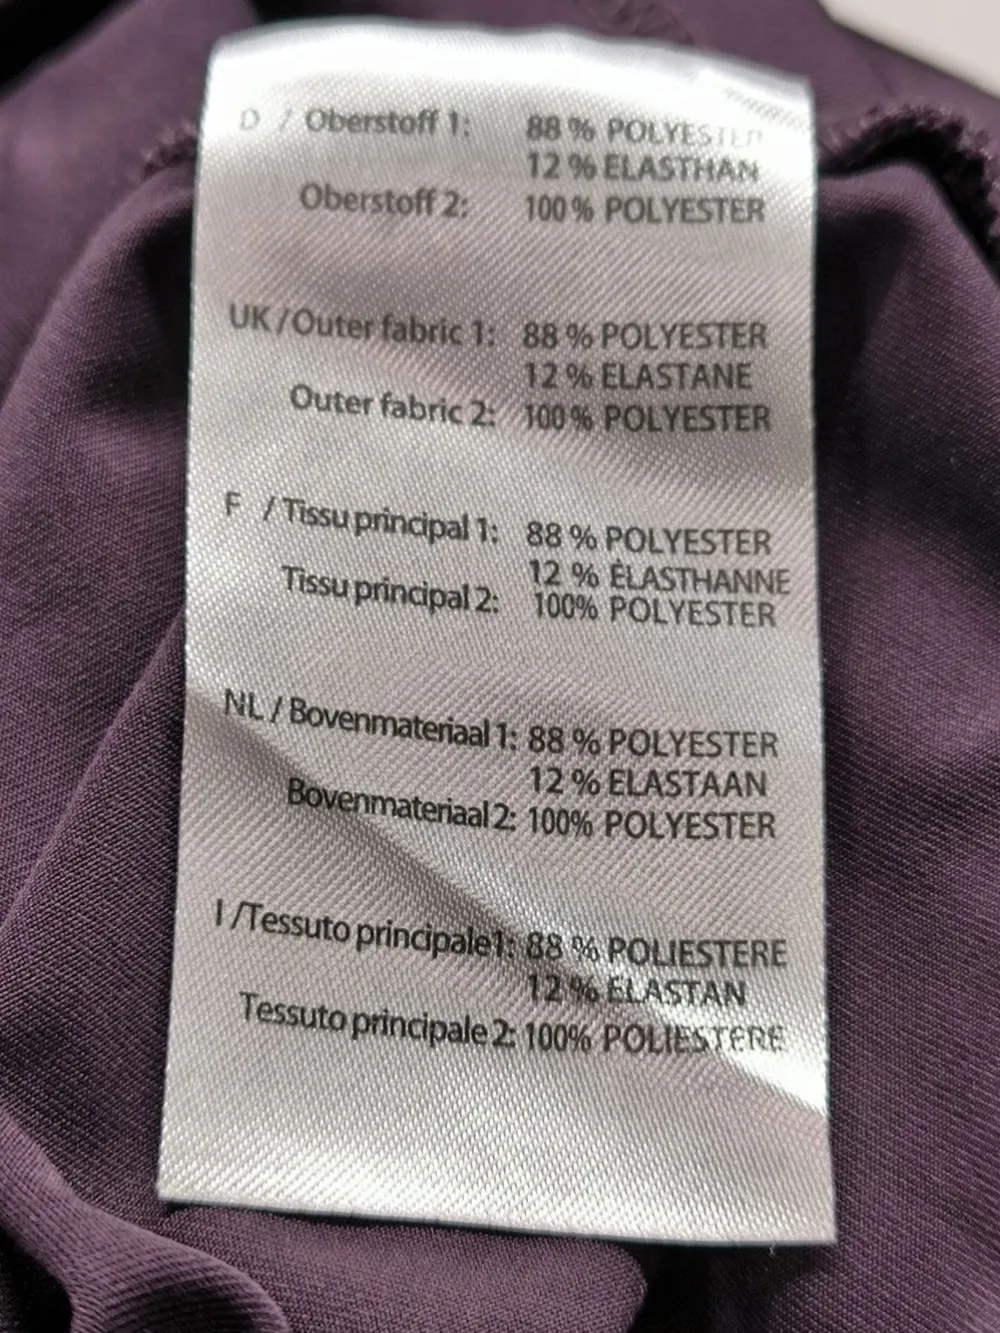 D / Oberstoff 1: 88 % POLYESTER
12 % ELASTHAN
Oberstoff 2: 100 % POLYESTER
UK / Outer fabric 1: 88 % POLYESTER
12 % ELASTANE
Outer fabric 2: 100 % POLYESTER
F / Tissu principal 1: 88 % POLYESTER
12 % ÉLASTHANNE
Tissu principal 2: 100% POLYESTER
NL / Bovenmateriaal 1: 88 % POLYESTER
12 % ELASTAAN
Bovenmateriaal 2: 100% POLYESTER
I /Tessuto principale1: 88 % POLIESTERE
12 % ELASTAN
Tessuto principale 2: 100% POLIESTERE